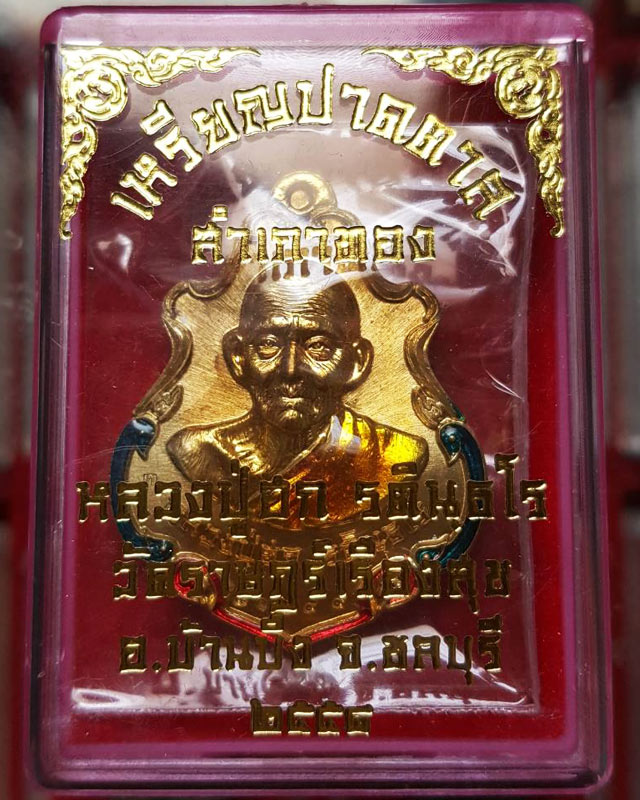 เหรียญปาดตาล
สำเภาทอง
หลวงปู่ฮก รตินฺธโร
วัดราษฎร์เรืองสุข
อ.บ้านบึง จ.ชลบุรี
๒๕๕๘